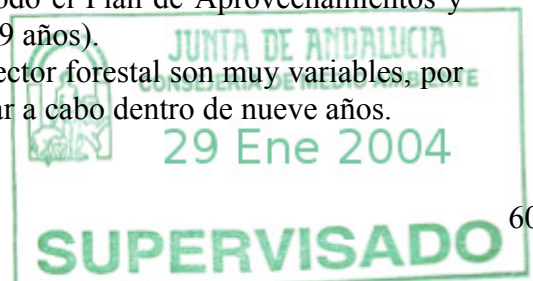 odo el Plan de Aprovechamientos y
9 años).
JUNTA DE ANDALUCIA
ector forestal son muy variables, por
CONSEJERIA DE MEDIO AMBIENTE
ar a cabo dentro de nueve años.
29 Ene 2004
60
SUPERVISADO